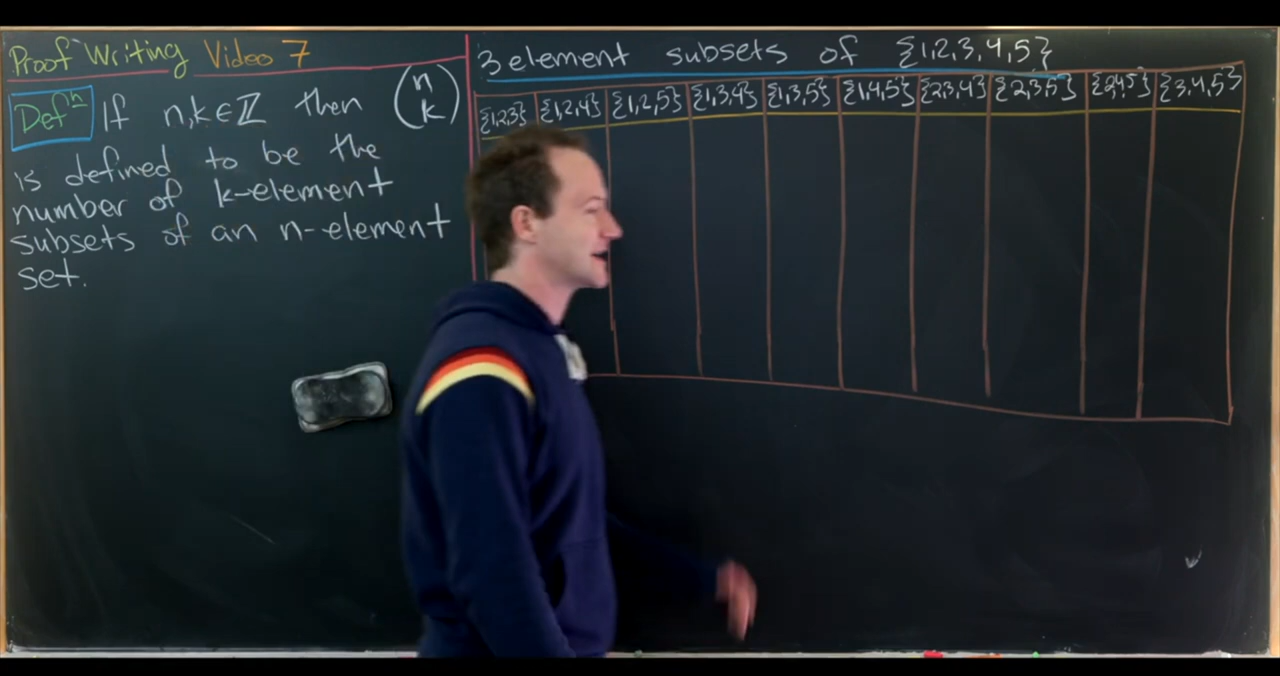 Proof Writing Video 7
Defⁿ If n,k∈ℤ then (n k)
is defined to be the
number of k-element
subsets of an n-element
set.
3 element subsets of {1,2,3,4,5}
{1,2,3} {1,2,4} {1,2,5} {1,3,4} {1,3,5} {1,4,5} {2,3,4} {2,3,5} {2,4,5} {3,4,5}